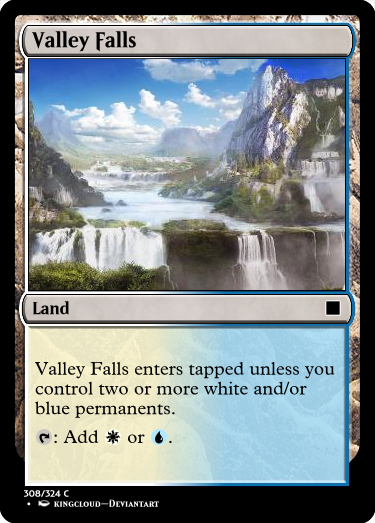 Valley Falls
Land
Valley Falls enters tapped unless you
control two or more white and/or
blue permanents.
: Add or .
308/324 C
• KINGCLOUD—DEVIANTART